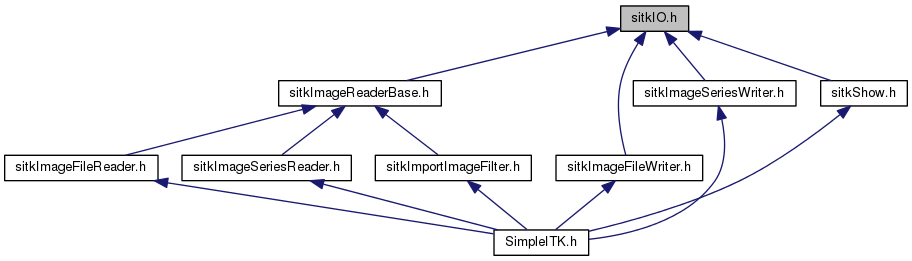 sitkIO.h
sitkImageReaderBase.h
sitkImageSeriesWriter.h
sitkShow.h
sitkImageFileReader.h
sitkImageSeriesReader.h
sitkImportImageFilter.h
sitkImageFileWriter.h
SimpleITK.h